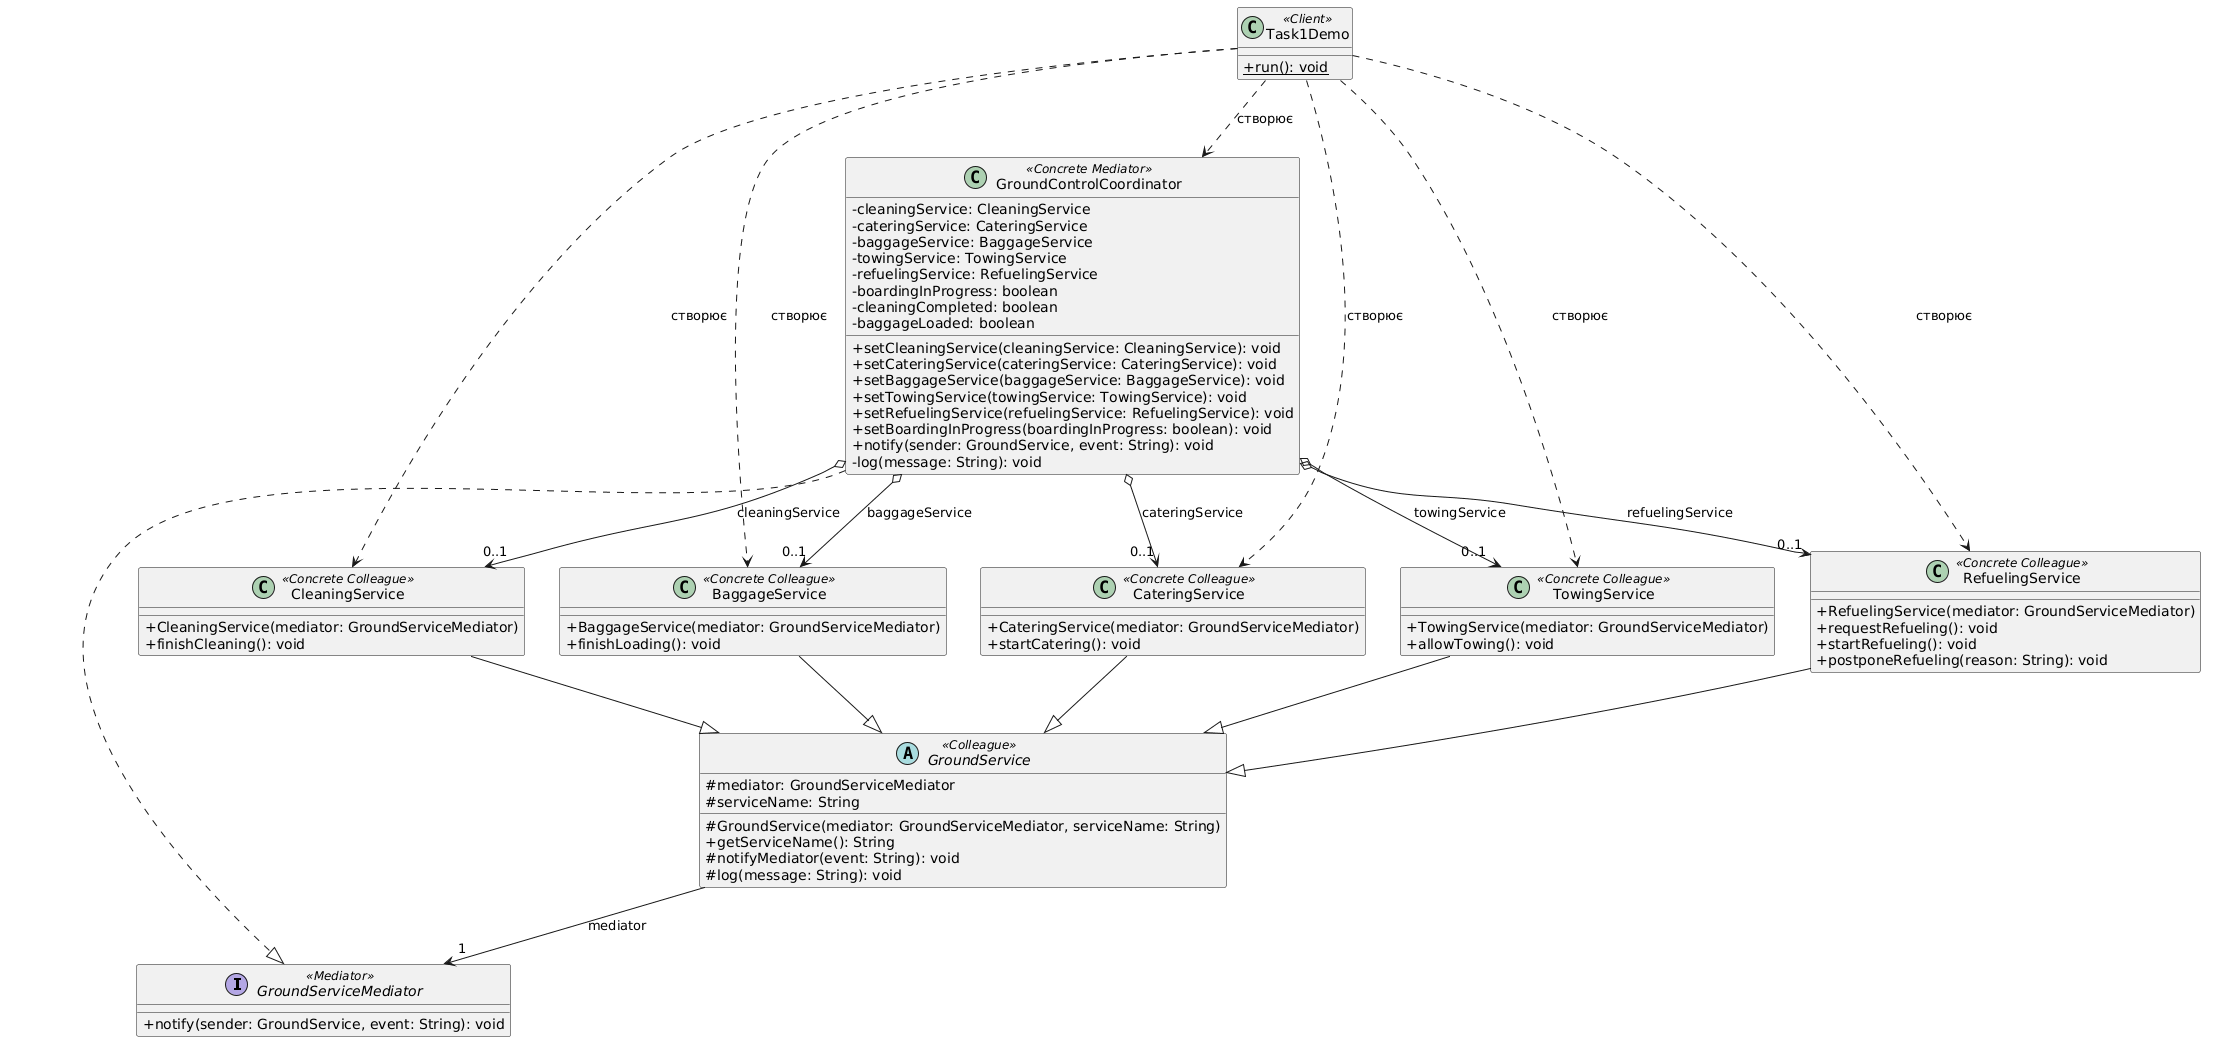 «Client»
C Task1Demo
+run(): void
створює
«Concrete Mediator»
C GroundControlCoordinator
-cleaningService: CleaningService
-cateringService: CateringService
-baggageService: BaggageService
-towingService: TowingService
-refuelingService: RefuelingService
-boardingInProgress: boolean
-cleaningCompleted: boolean
-baggageLoaded: boolean
+setCleaningService(cleaningService: CleaningService): void
+setCateringService(cateringService: CateringService): void
+setBaggageService(baggageService: BaggageService): void
+setTowingService(towingService: TowingService): void
+setRefuelingService(refuelingService: RefuelingService): void
+setBoardingInProgress(boardingInProgress: boolean): void
+notify(sender: GroundService, event: String): void
-log(message: String): void
створює
створює
створює
створює
створює
cleaningService
baggageService
cateringService
towingService
refuelingService
0..1
0..1
0..1
0..1
0..1
«Concrete Colleague»
C CleaningService
+CleaningService(mediator: GroundServiceMediator)
+finishCleaning(): void
«Concrete Colleague»
C BaggageService
+BaggageService(mediator: GroundServiceMediator)
+finishLoading(): void
«Concrete Colleague»
C CateringService
+CateringService(mediator: GroundServiceMediator)
+startCatering(): void
«Concrete Colleague»
C TowingService
+TowingService(mediator: GroundServiceMediator)
+allowTowing(): void
«Concrete Colleague»
C RefuelingService
+RefuelingService(mediator: GroundServiceMediator)
+requestRefueling(): void
+startRefueling(): void
+postponeRefueling(reason: String): void
«Colleague»
A GroundService
#mediator: GroundServiceMediator
#serviceName: String
#GroundService(mediator: GroundServiceMediator, serviceName: String)
+getServiceName(): String
#notifyMediator(event: String): void
#log(message: String): void
mediator
1
«Mediator»
I GroundServiceMediator
+notify(sender: GroundService, event: String): void